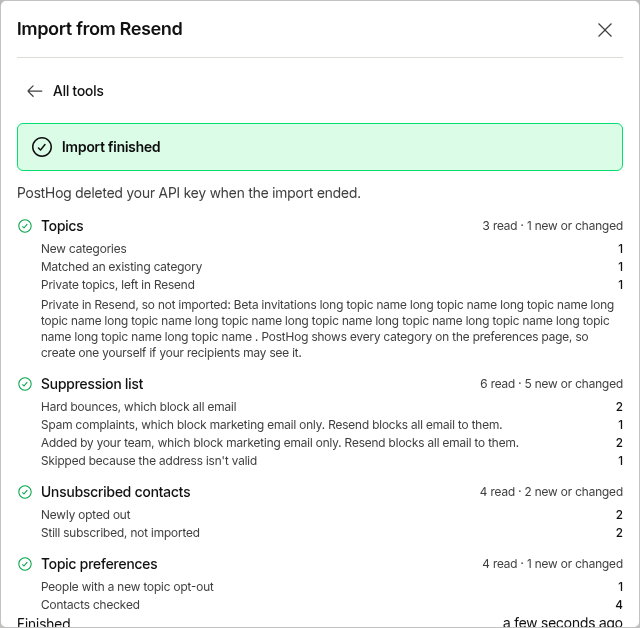 Import from Resend
All tools
Import finished
PostHog deleted your API key when the import ended.
Topics 3 read · 1 new or changed
New categories 1
Matched an existing category 1
Private topics, left in Resend 1
Private in Resend, so not imported: Beta invitations long topic name long topic name long topic name long
topic name long topic name long topic name long topic name long topic name long topic name long topic
name long topic name long topic name . PostHog shows every category on the preferences page, so
create one yourself if your recipients may see it.
Suppression list 6 read · 5 new or changed
Hard bounces, which block all email 2
Spam complaints, which block marketing email only. Resend blocks all email to them. 1
Added by your team, which block marketing email only. Resend blocks all email to them. 2
Skipped because the address isn't valid 1
Unsubscribed contacts 4 read · 2 new or changed
Newly opted out 2
Still subscribed, not imported 2
Topic preferences 4 read · 1 new or changed
People with a new topic opt-out 1
Contacts checked 4
Finished a few seconds ago